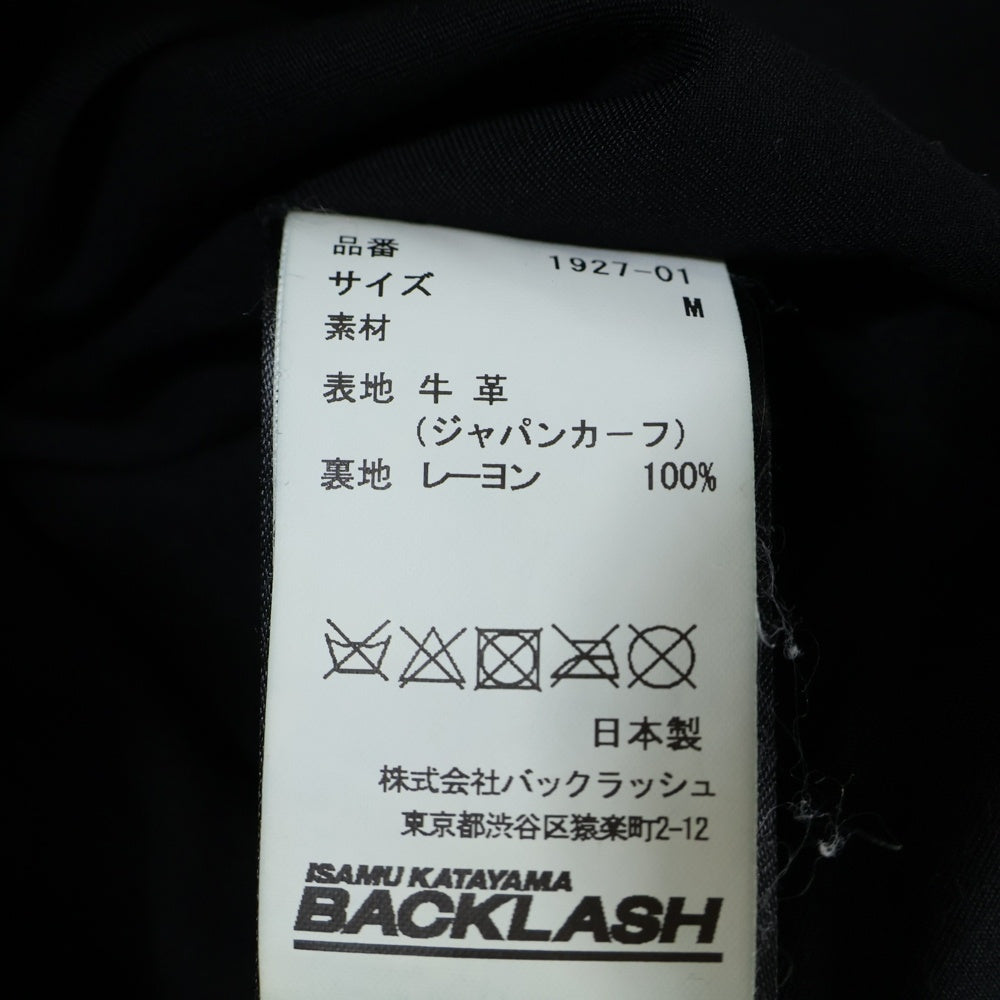 品番 1927-01
サイズ M
素材
表地 牛革
(ジャパンカーフ)
裏地 レーヨン 100%
日本製
株式会社バックラッシュ
東京都渋谷区猿楽町2-12
ISAMU KATAYAMA
BACKLASH